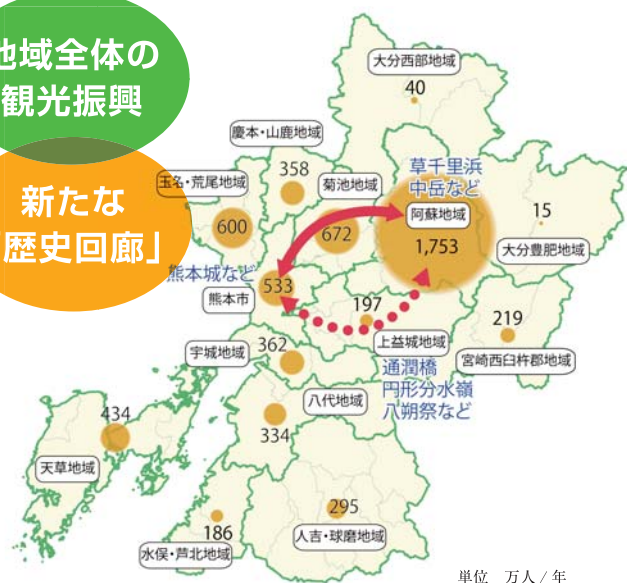 地域全体の
観光振興
新たな
「歴史回廊」
大分西部地域
40
慶本・山鹿地域
358
玉名・荒尾地域
600
菊池地域
672
草千里浜
中岳など
阿蘇地域
1,753
15
大分豊肥地域
熊本城など
533
熊本市
197
上益城地域
通潤橋
円形分水嶺
八朔祭など
219
宮崎西臼杵郡地域
宇城地域
362
八代地域
334
434
天草地域
186
水俣・芦北地域
295
人吉・球磨地域
単位　万人 / 年